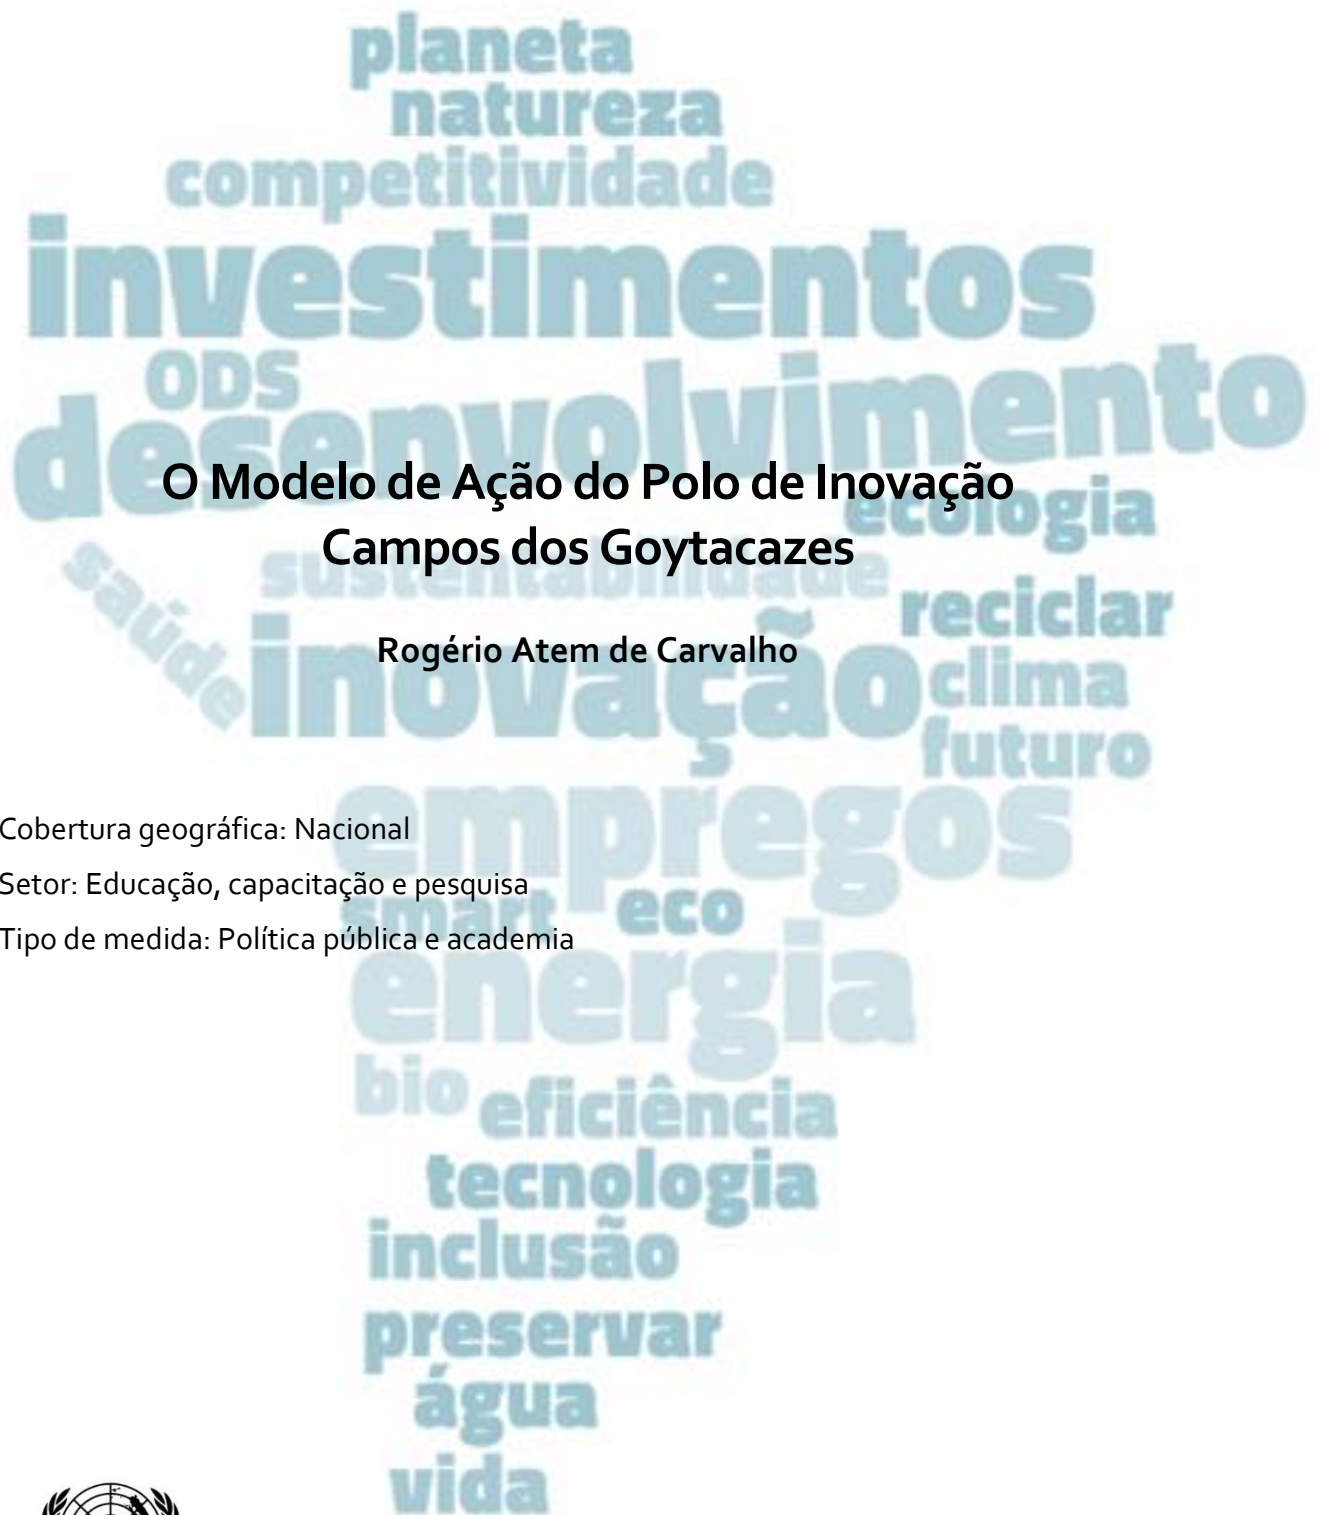 planeta
natureza
competitividade
investimentos
ODS
desenvolvimento
O Modelo de Ação do Polo de Inovação
ecologia
Campos dos Goytacazes
sustentabilidade
saúde
reciclar
Rogério Atem de Carvalho
inovação
clima
futuro
empregos
Cobertura geográfica: Nacional
Setor: Educação, capacitação e pesquisa
smart
eco
Tipo de medida: Política pública e academia
energia
bio
eficiência
tecnologia
inclusão
preservar
água
vida